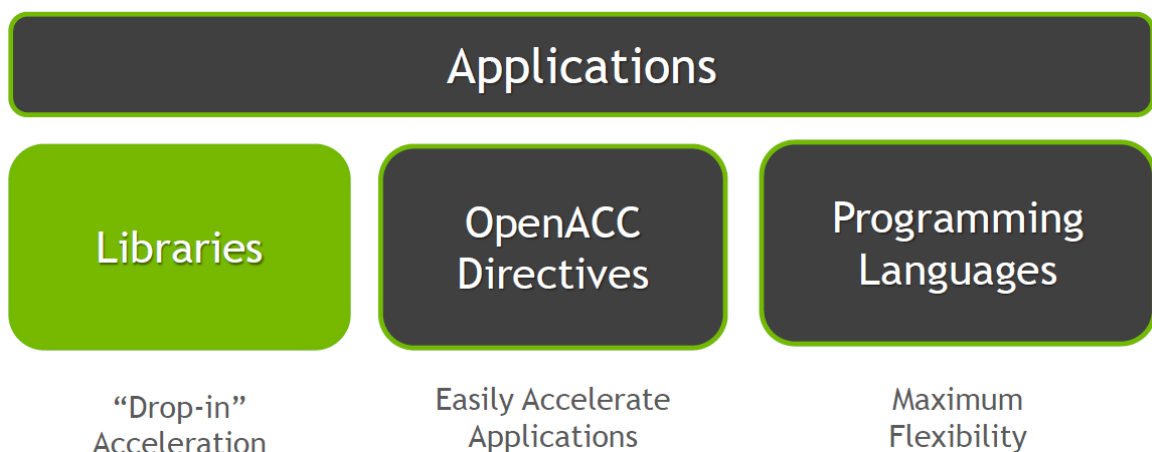 Applications
Libraries
OpenACC
Directives
Programming
Languages
“Drop-in”
Acceleration
Easily Accelerate
Applications
Maximum
Flexibility